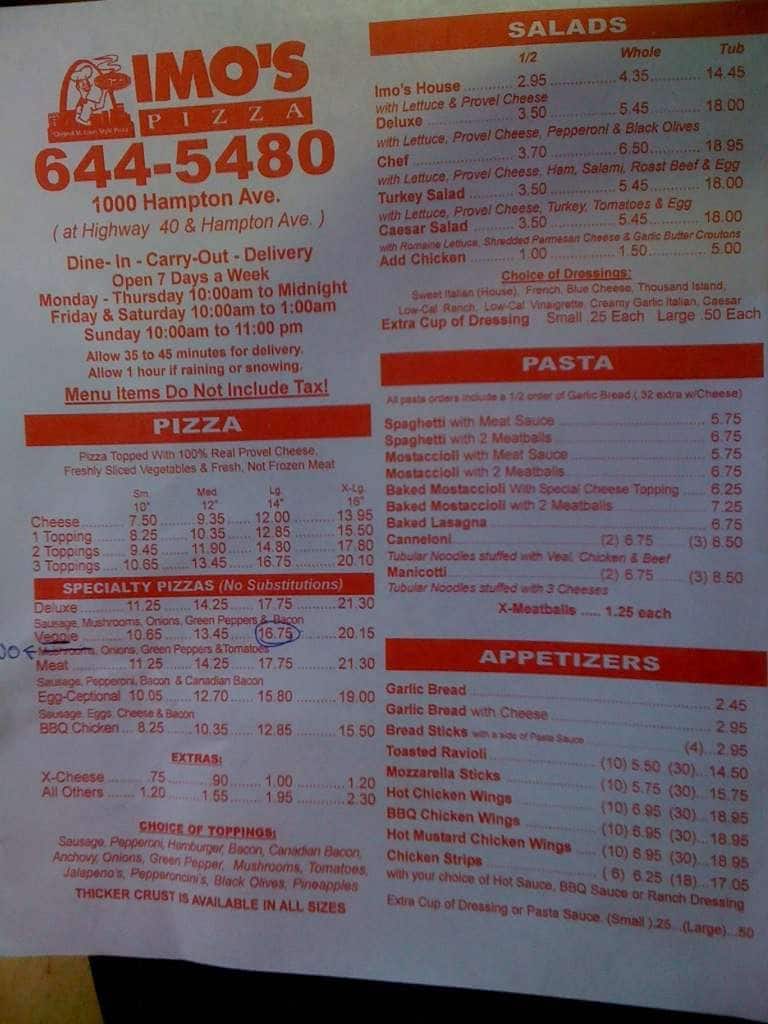 IMO'S
PIZZA
"Original St. Louis Style Pizza"
644-5480
1000 Hampton Ave.
( at Highway 40 & Hampton Ave. )
Dine- In - Carry-Out - Delivery
Open 7 Days a Week
Monday - Thursday 10:00am to Midnight
Friday & Saturday 10:00am to 1:00am
Sunday 10:00am to 11:00 pm
Allow 35 to 45 minutes for delivery.
Allow 1 hour if raining or snowing.
Menu Items Do Not Include Tax!
PIZZA
Pizza Topped With 100% Real Provel Cheese,
Freshly Sliced Vegetables & Fresh, Not Frozen Meat
Sm. Med. Lg. X-Lg.
10" 12" 14" 16"
Cheese 7.50 9.35 12.00 13.95
1 Topping 8.25 10.35 12.85 15.50
2 Toppings 9.45 11.90 14.80 17.80
3 Toppings 10.65 13.45 16.75 20.10
SPECIALTY PIZZAS (No Substitutions)
Deluxe 11.25 14.25 17.75 21.30
Sausage, Mushrooms, Onions, Green Peppers & Bacon
Veggie 10.65 13.45 16.75 20.15
Mushrooms, Onions, Green Peppers & Tomatoes
Meat 11.25 14.25 17.75 21.30
Sausage, Pepperoni, Bacon & Canadian Bacon
Egg-Ceptional 10.05 12.70 15.80 19.00
Sausage, Eggs, Cheese & Bacon
BBQ Chicken 8.25 10.35 12.85 15.50
EXTRAS:
X-Cheese .75 .90 1.00 1.20
All Others 1.20 1.55 1.95 2.30
CHOICE OF TOPPINGS:
Sausage, Pepperoni, Hamburger, Bacon, Canadian Bacon,
Anchovy, Onions, Green Pepper, Mushrooms, Tomatoes,
Jalapeno's, Pepperoncini's, Black Olives, Pineapples
THICKER CRUST IS AVAILABLE IN ALL SIZES
SALADS
1/2 Whole Tub
Imo's House 2.95 4.35 14.45
with Lettuce & Provel Cheese
Deluxe 3.50 5.45 18.00
with Lettuce, Provel Cheese, Pepperoni & Black Olives
Chef 3.70 6.50 18.95
with Lettuce, Provel Cheese, Ham, Salami, Roast Beef & Egg
Turkey Salad 3.50 5.45 18.00
with Lettuce, Provel Cheese, Turkey, Tomatoes & Egg
Caesar Salad 3.50 5.45 18.00
with Romaine Lettuce, Shredded Parmesan Cheese & Garlic Butter Croutons
Add Chicken 1.00 1.50 5.00
Choice of Dressings:
Sweet Italian (House), French, Blue Cheese, Thousand Island,
Low-Cal Ranch, Low-Cal Vinaigrette, Creamy Garlic Italian, Caesar
Extra Cup of Dressing Small .25 Each Large .50 Each
PASTA
All pasta orders include a 1/2 order of Garlic Bread (.32 extra w/Cheese)
Spaghetti with Meat Sauce 5.75
Spaghetti with 2 Meatballs 6.75
Mostaccioli with Meat Sauce 5.75
Mostaccioli with 2 Meatballs 6.75
Baked Mostaccioli With Special Cheese Topping 6.25
Baked Mostaccioli with 2 Meatballs 7.25
Baked Lasagna 6.75
Canneloni (2) 6.75 (3) 8.50
Tubular Noodles stuffed with Veal, Chicken & Beef
Manicotti (2) 6.75 (3) 8.50
Tubular Noodles stuffed with 3 Cheeses
X-Meatballs ..... 1.25 each
APPETIZERS
Garlic Bread 2.45
Garlic Bread with Cheese 2.95
Bread Sticks with a side of Pasta Sauce (4)...2.95
Toasted Ravioli (10) 5.50 (30)...14.50
Mozzarella Sticks (10) 5.75 (30)...15.75
Hot Chicken Wings (10) 6.95 (30)...18.95
BBQ Chicken Wings (10) 6.95 (30)...18.95
Hot Mustard Chicken Wings (10) 6.95 (30)...18.95
Chicken Strips (6) 6.25 (18)...17.05
with your choice of Hot Sauce, BBQ Sauce or Ranch Dressing
Extra Cup of Dressing or Pasta Sauce. (Small ).25...(Large)...50